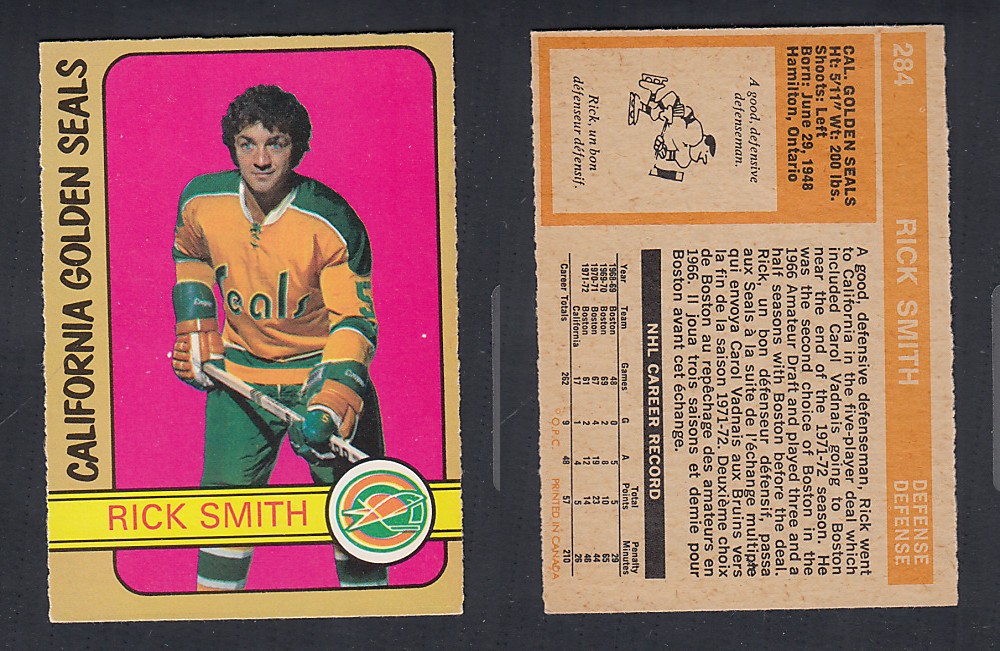 CALIFORNIA GOLDEN SEALS
Seals
5
RICK SMITH
284
RICK SMITH
DEFENSE
DEFENSE
CAL. GOLDEN SEALS
Ht: 5'11" Wt: 200 lbs.
Shoots: Left
Born: June 29, 1948
Hamilton, Ontario
A good, defensive
defenseman.
Rick, un bon
défenseur défensif.
A good, defensive defenseman, Rick went
to California in the five-player deal which
included Carol Vadnais going to Boston
near the end of the 1971-72 season. He
was the second choice of Boston in the
1966 Amateur Draft and played three and a
half seasons with Boston before the deal.
Rick, un bon défenseur défensif, passa
aux Seals à la suite de l'échange multiple
qui envoya Carol Vadnais aux Bruins vers
la fin de la saison 1971-72. Deuxième choix
de Boston au repêchage des amateurs en
1966. Il joua trois saisons et demie pour
Boston avant cet échange.
NHL CAREER RECORD
Year Team Games G A Total Points Penalty Minutes
1968-69 Boston 48 0 5 5 29
1969-70 Boston 69 2 8 10 65
1970-71 Boston 67 4 19 23 44
1971-72 Boston 61 2 12 14 46
California 17 1 4 5 26
Career Totals 262 9 48 57 210
© O.P.C. PRINTED IN CANADA